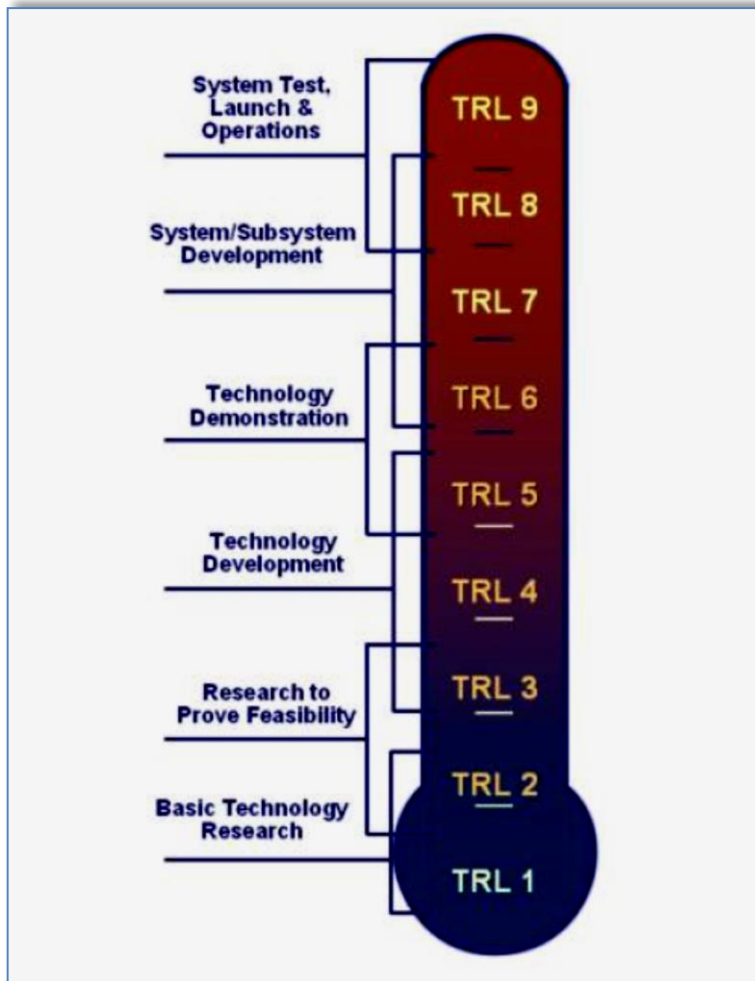 System Test,
Launch &
Operations
System/Subsystem
Development
Technology
Demonstration
Technology
Development
Research to
Prove Feasibility
Basic Technology
Research
TRL 9
TRL 8
TRL 7
TRL 6
TRL 5
TRL 4
TRL 3
TRL 2
TRL 1